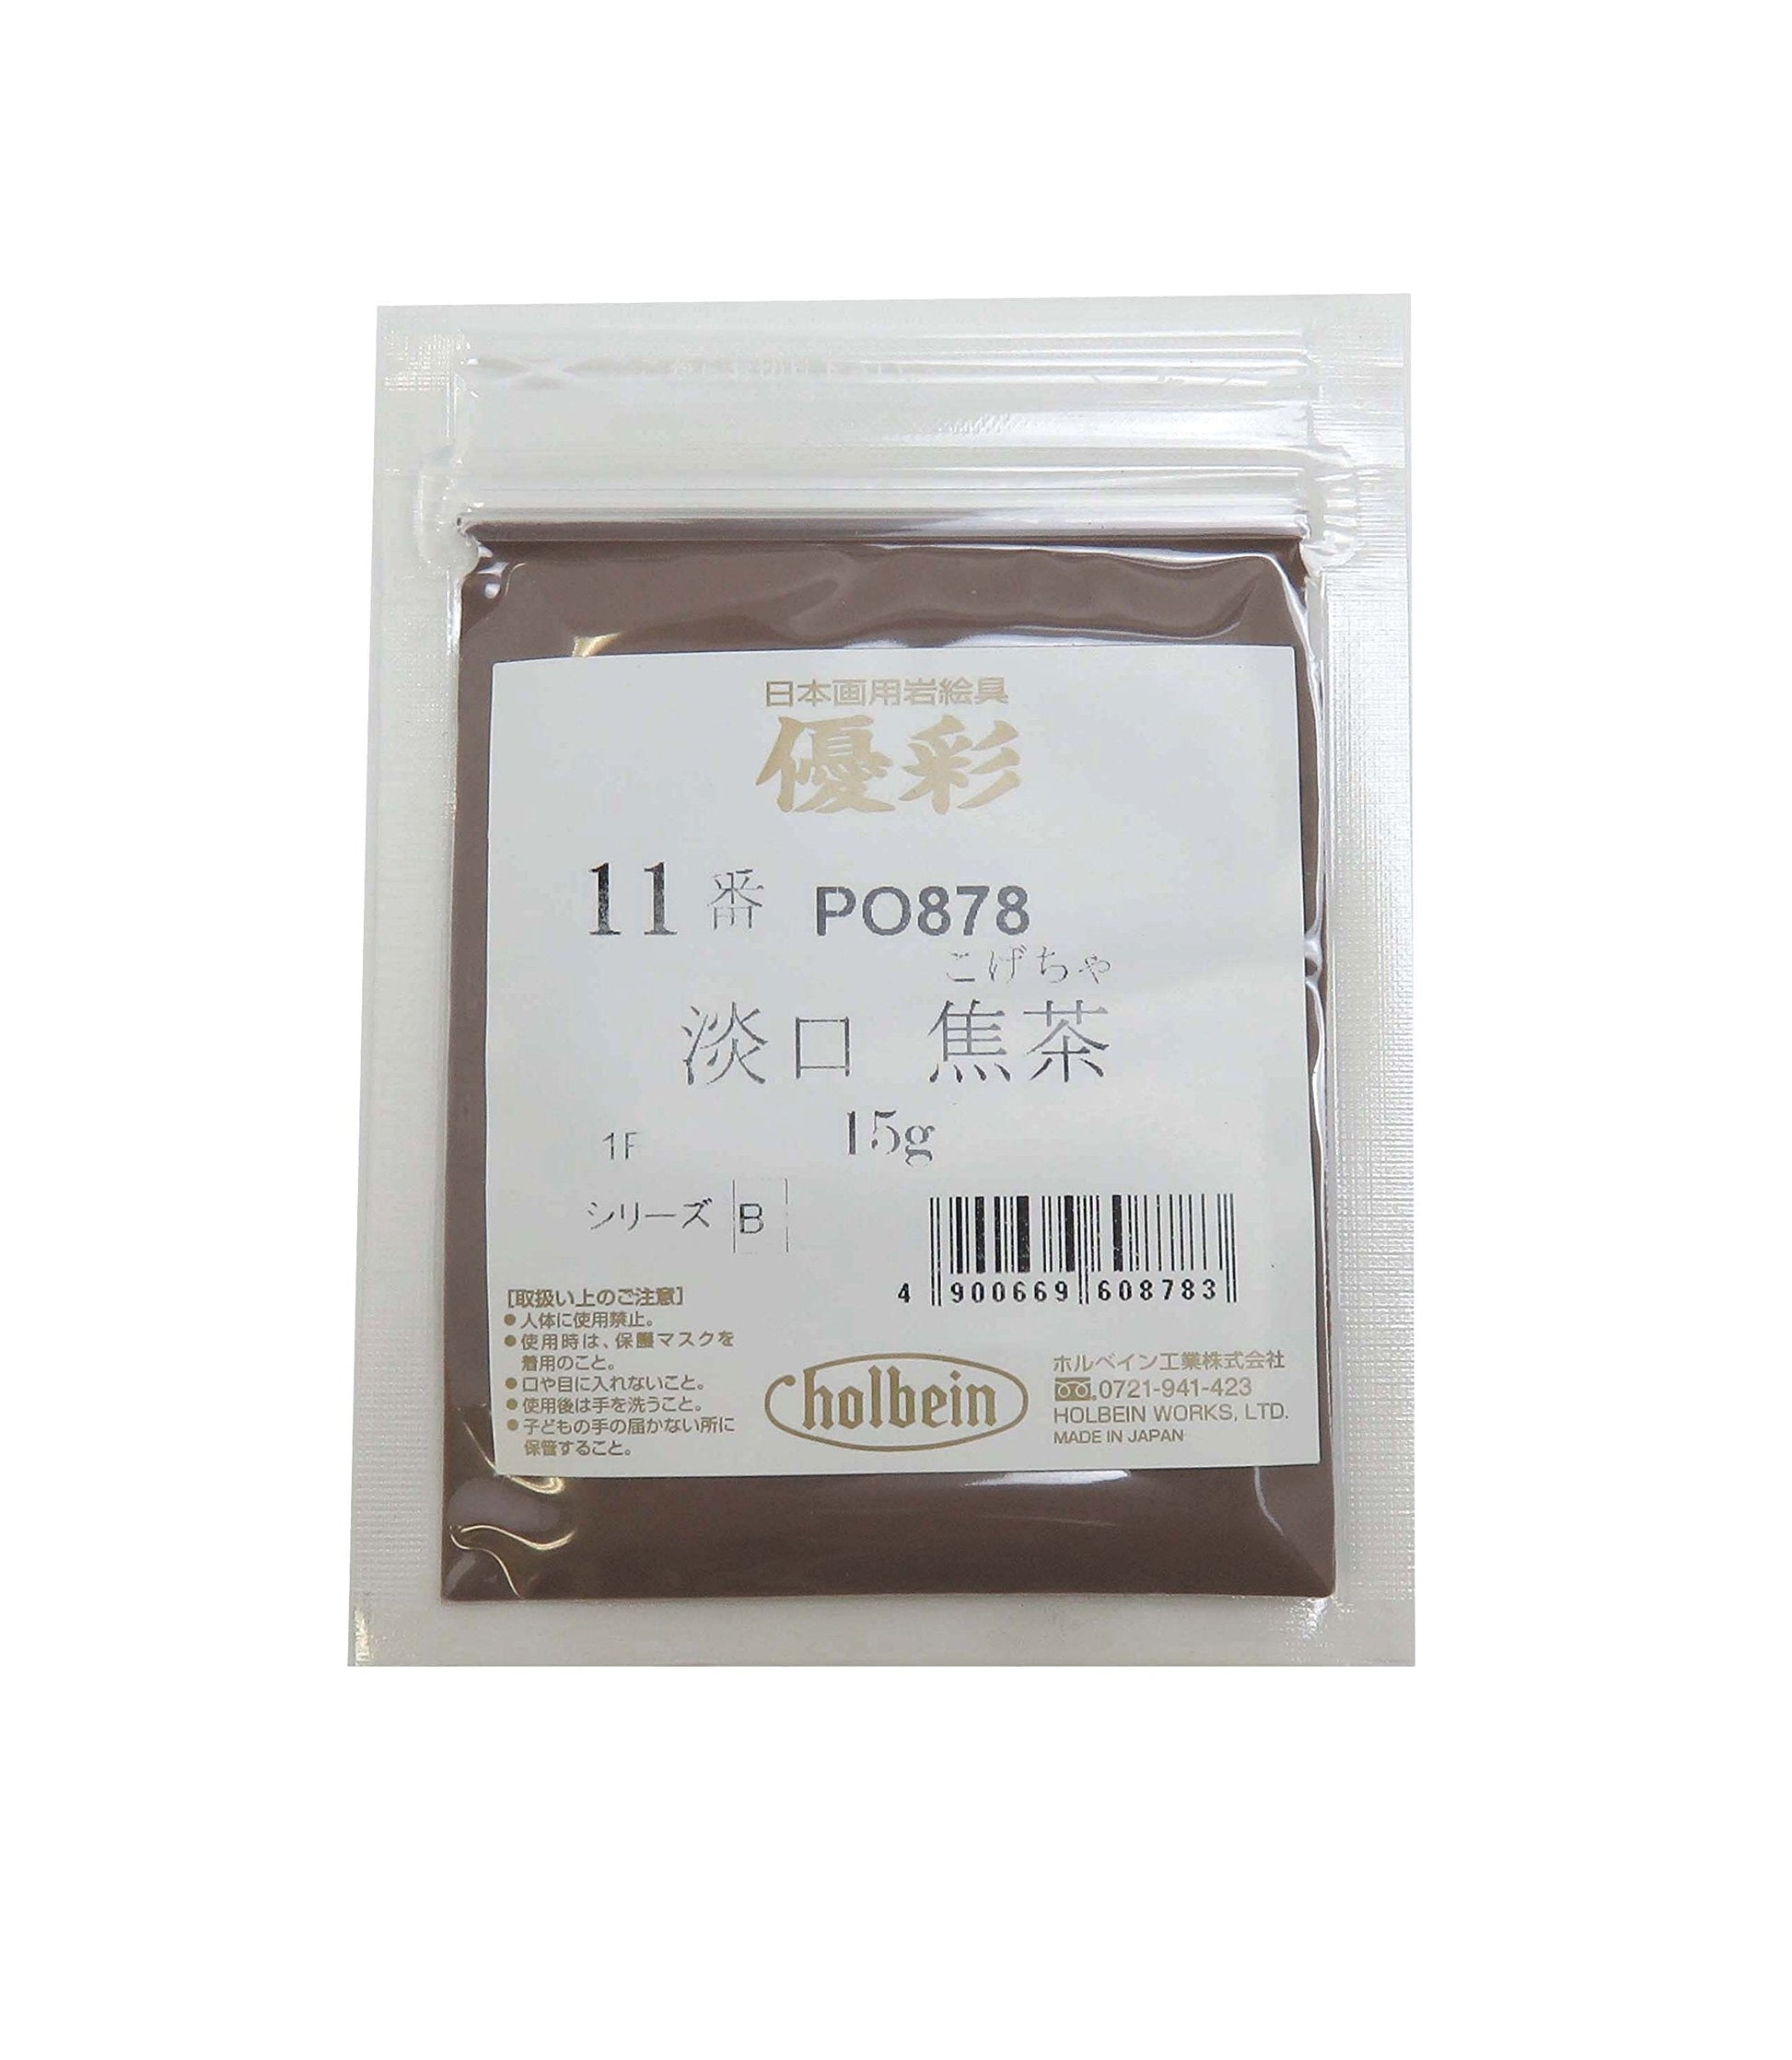 日本画用岩絵具
優彩
11番 PO878
こげちゃ
淡口 焦茶
15g
1F
シリーズ B
4 900669 608783
[取扱い上のご注意]
●人体に使用禁止。
●使用時は、保護マスクを
着用のこと。
●口や目に入れないこと。
●使用後は手を洗うこと。
●子どもの手の届かない所に
保管すること。
holbein
ホルベイン工業株式会社
0721-941-423
HOLBEIN WORKS, LTD.
MADE IN JAPAN